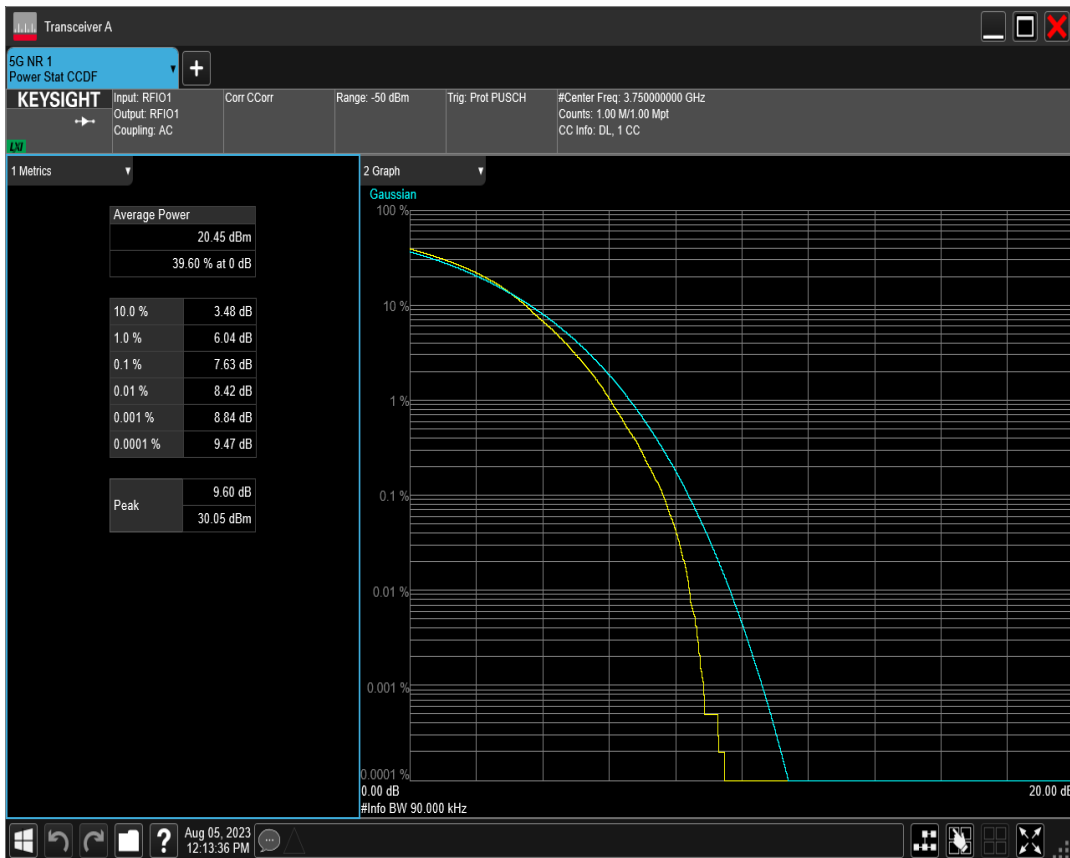 Transceiver A
5G NR 1
Power Stat CCDF
+
KEYSIGHT
LXI
Input: RFIO1
Output: RFIO1
Coupling: AC
Corr CCorr
Range: -50 dBm
Trig: Prot PUSCH
#Center Freq: 3.750000000 GHz
Counts: 1.00 M/1.00 Mpt
CC Info: DL, 1 CC
1 Metrics
Average Power
20.45 dBm
39.60 % at 0 dB
10.0 % 3.48 dB
1.0 % 6.04 dB
0.1 % 7.63 dB
0.01 % 8.42 dB
0.001 % 8.84 dB
0.0001 % 9.47 dB
Peak
9.60 dB
30.05 dBm
2 Graph
Gaussian
100 %
10 %
1 %
0.1 %
0.01 %
0.001 %
0.0001 %
0.00 dB 20.00 dB
#Info BW 90.000 kHz
?
Aug 05, 2023
12:13:36 PM